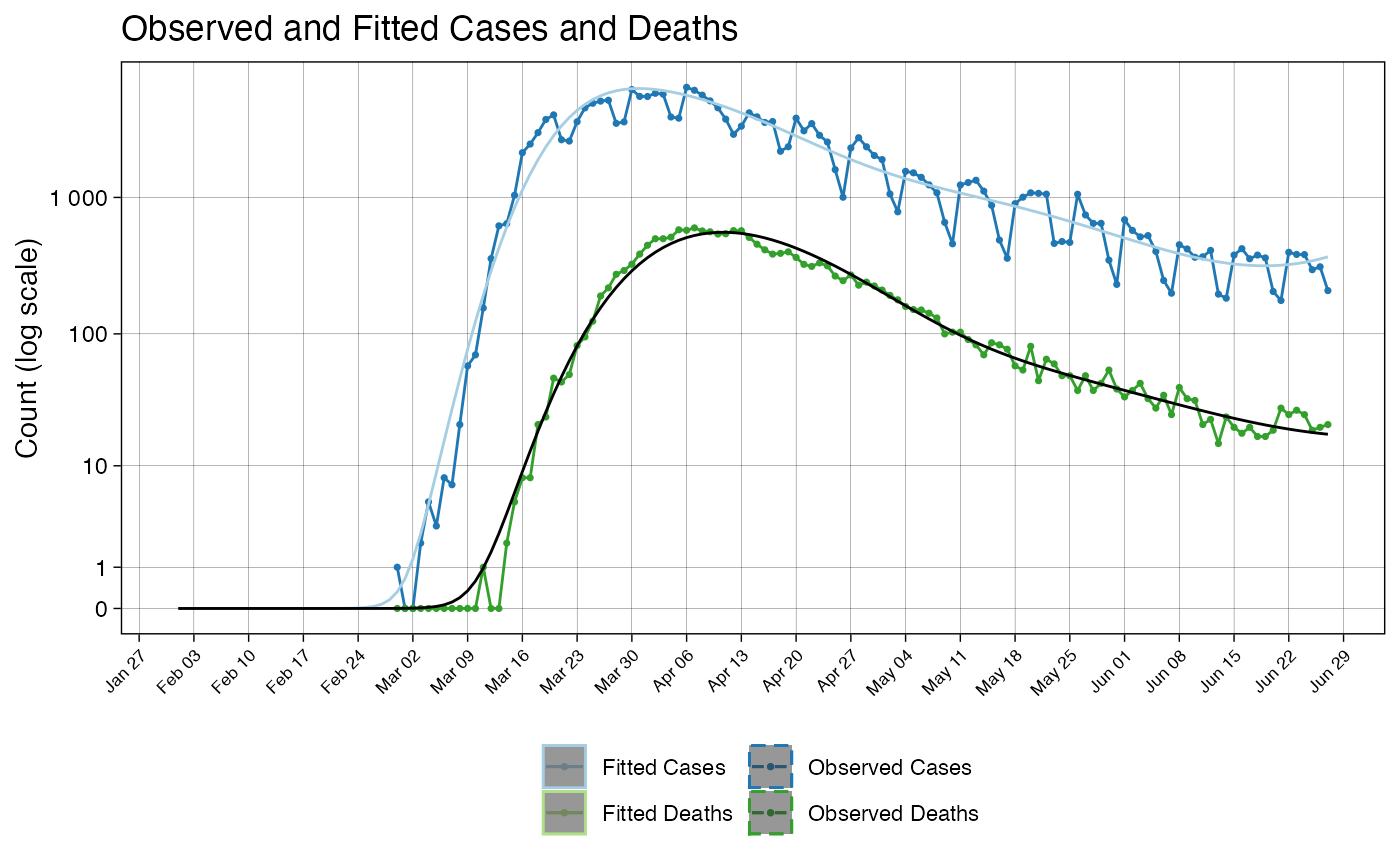 Observed and Fitted Cases and Deaths
Count (log scale)
1 000
100
10
1
0
Jan 27
Feb 03
Feb 10
Feb 17
Feb 24
Mar 02
Mar 09
Mar 16
Mar 23
Mar 30
Apr 06
Apr 13
Apr 20
Apr 27
May 04
May 11
May 18
May 25
Jun 01
Jun 08
Jun 15
Jun 22
Jun 29
Fitted Cases
Observed Cases
Fitted Deaths
Observed Deaths